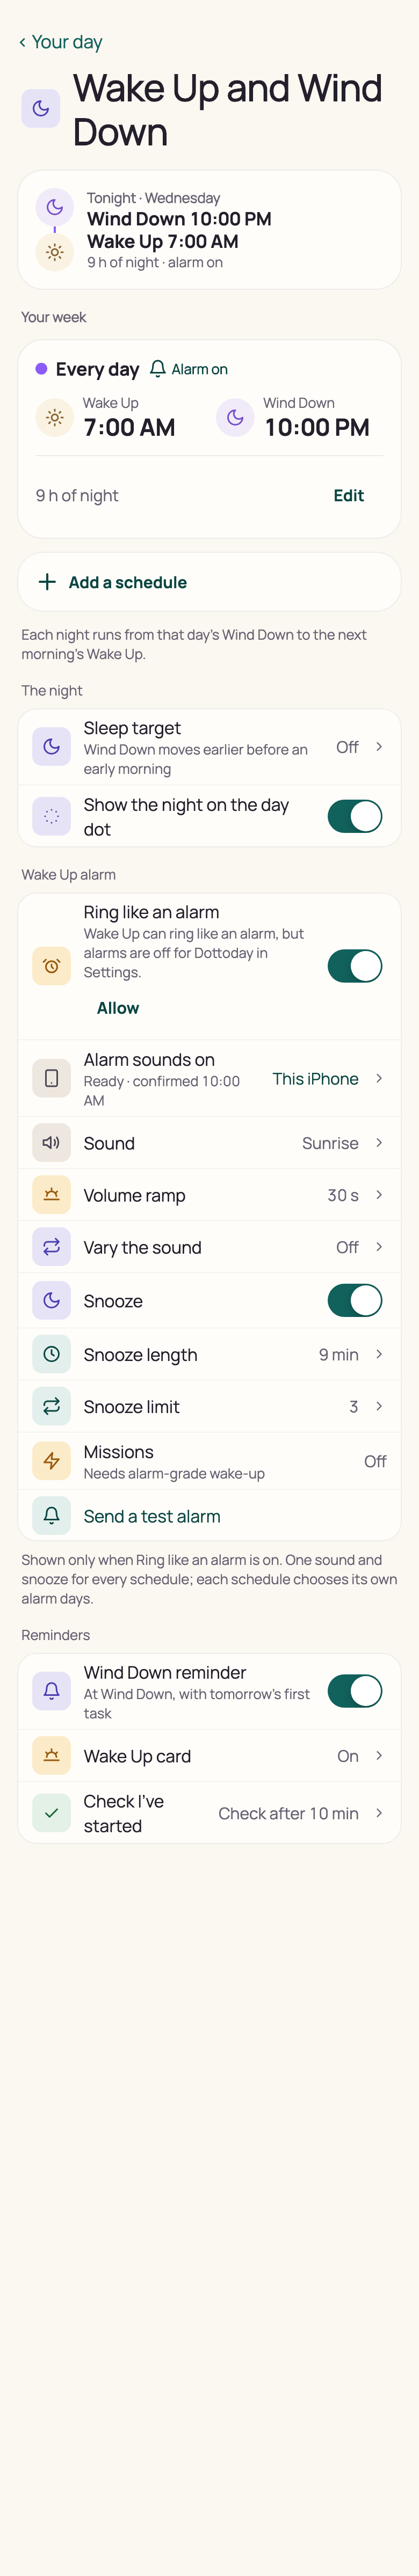 ‹ Your day
Wake Up and Wind
Down
Tonight · Wednesday
Wind Down 10:00 PM
Wake Up 7:00 AM
9 h of night · alarm on
Your week
Every day
Alarm on
Wake Up
7:00 AM
Wind Down
10:00 PM
9 h of night
Edit
Add a schedule
Each night runs from that day's Wind Down to the next
morning's Wake Up.
The night
Sleep target
Wind Down moves earlier before an
early morning
Off
Show the night on the day
dot
Wake Up alarm
Ring like an alarm
Wake Up can ring like an alarm, but
alarms are off for Dottoday in
Settings.
Allow
Alarm sounds on
Ready · confirmed 10:00
AM
This iPhone
Sound
Sunrise
Volume ramp
30 s
Vary the sound
Off
Snooze
Snooze length
9 min
Snooze limit
3
Missions
Needs alarm-grade wake-up
Off
Send a test alarm
Shown only when Ring like an alarm is on. One sound and
snooze for every schedule; each schedule chooses its own
alarm days.
Reminders
Wind Down reminder
At Wind Down, with tomorrow's first
task
Wake Up card
On
Check I've
started
Check after 10 min